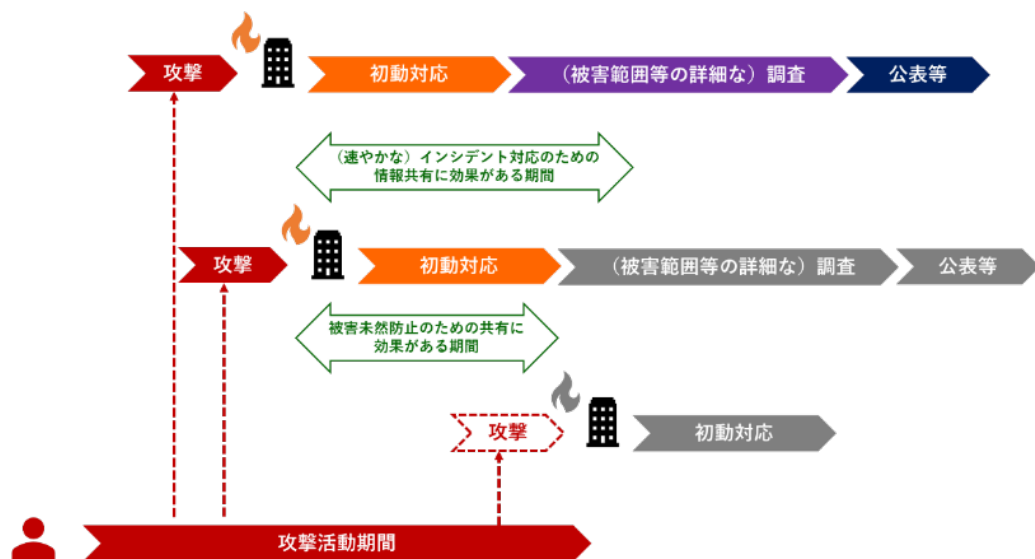 攻撃
初動対応
（被害範囲等の詳細な）調査
公表等
（速やかな）インシデント対応のための
情報共有に効果がある期間
攻撃
初動対応
（被害範囲等の詳細な）調査
公表等
被害未然防止のための共有に
効果がある期間
攻撃
初動対応
攻撃活動期間